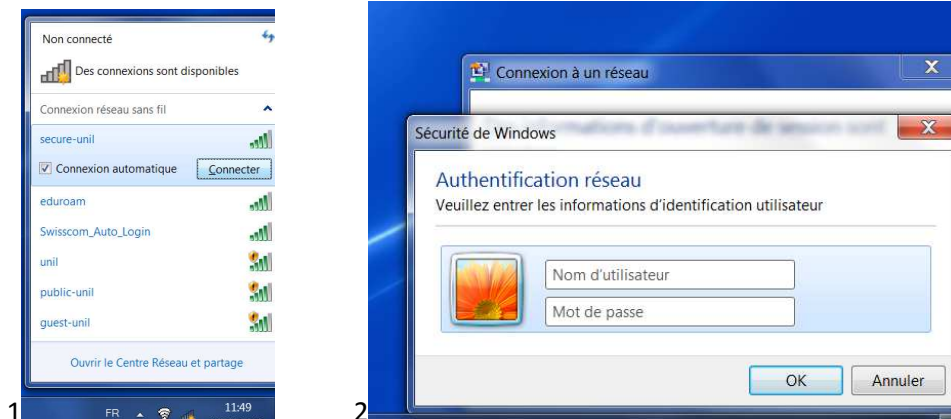 Non connecté
Des connexions sont disponibles
Connexion réseau sans fil
secure-unil
Connexion automatique
Connecter
eduroam
Swisscom_Auto_Login
unil
public-unil
guest-unil
Ouvrir le Centre Réseau et partage
FR 11:49
1
Connexion à un réseau
Sécurité de Windows
Authentification réseau
Veuillez entrer les informations d'identification utilisateur
Nom d'utilisateur
Mot de passe
OK Annuler
2